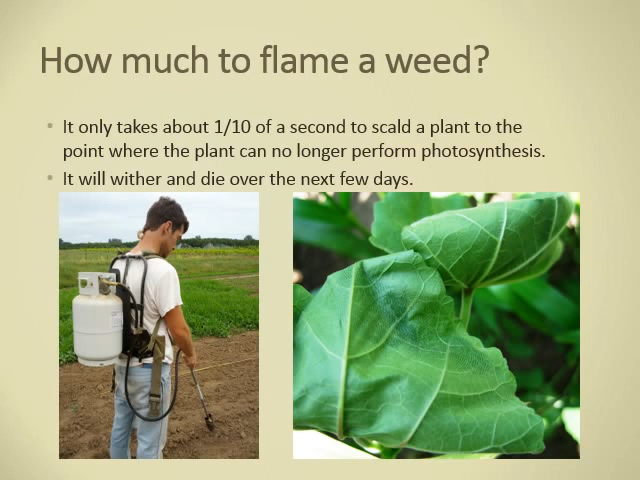 How much to flame a weed?
• It only takes about 1/10 of a second to scald a plant to the
point where the plant can no longer perform photosynthesis.
• It will wither and die over the next few days.